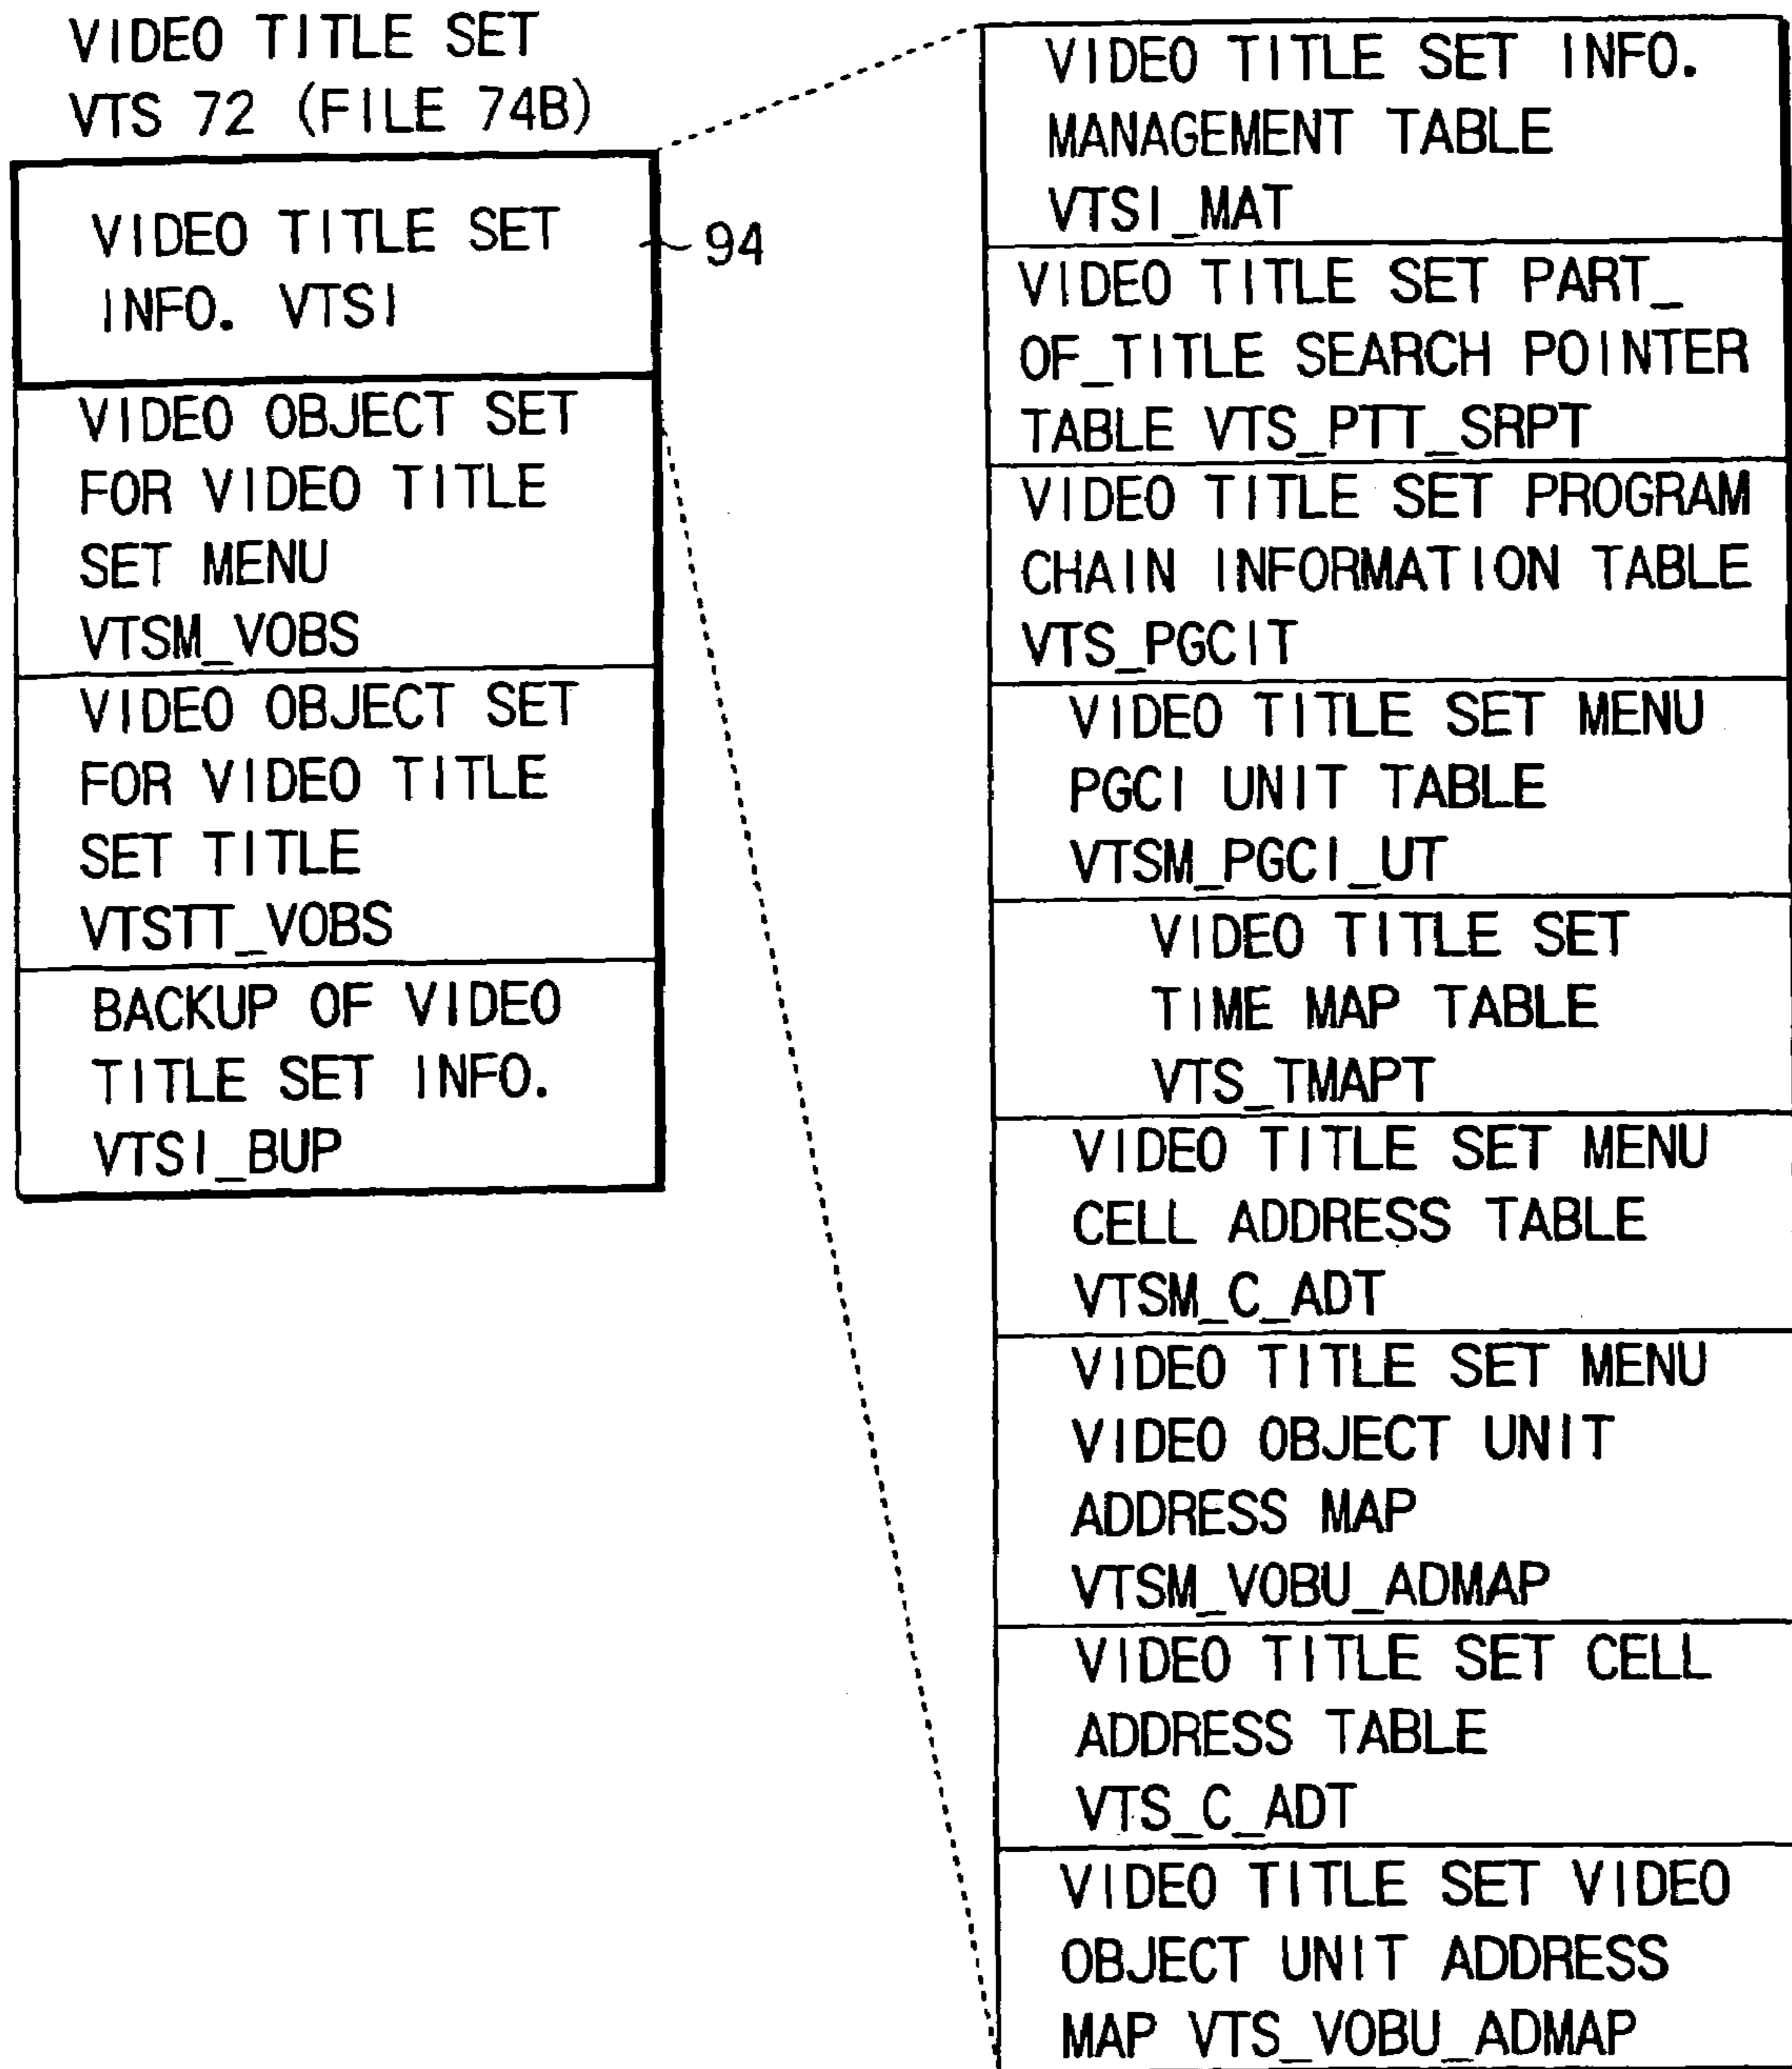 VIDEO TITLE SET
VTS 72 (FILE 74B)
VIDEO TITLE SET
INFO. VTSI
94
VIDEO OBJECT SET
FOR VIDEO TITLE
SET MENU
VTSM_VOBS
VIDEO OBJECT SET
FOR VIDEO TITLE
SET TITLE
VTSTT_VOBS
BACKUP OF VIDEO
TITLE SET INFO.
VTSI_BUP
VIDEO TITLE SET INFO.
MANAGEMENT TABLE
VTSI_MAT
VIDEO TITLE SET PART_
OF_TITLE SEARCH POINTER
TABLE VTS_PTT_SRPT
VIDEO TITLE SET PROGRAM
CHAIN INFORMATION TABLE
VTS_PGCIT
VIDEO TITLE SET MENU
PGCI UNIT TABLE
VTSM_PGCI_UT
VIDEO TITLE SET
TIME MAP TABLE
VTS_TMAPT
VIDEO TITLE SET MENU
CELL ADDRESS TABLE
VTSM_C_ADT
VIDEO TITLE SET MENU
VIDEO OBJECT UNIT
ADDRESS MAP
VTSM_VOBU_ADMAP
VIDEO TITLE SET CELL
ADDRESS TABLE
VTS_C_ADT
VIDEO TITLE SET VIDEO
OBJECT UNIT ADDRESS
MAP VTS_VOBU_ADMAP